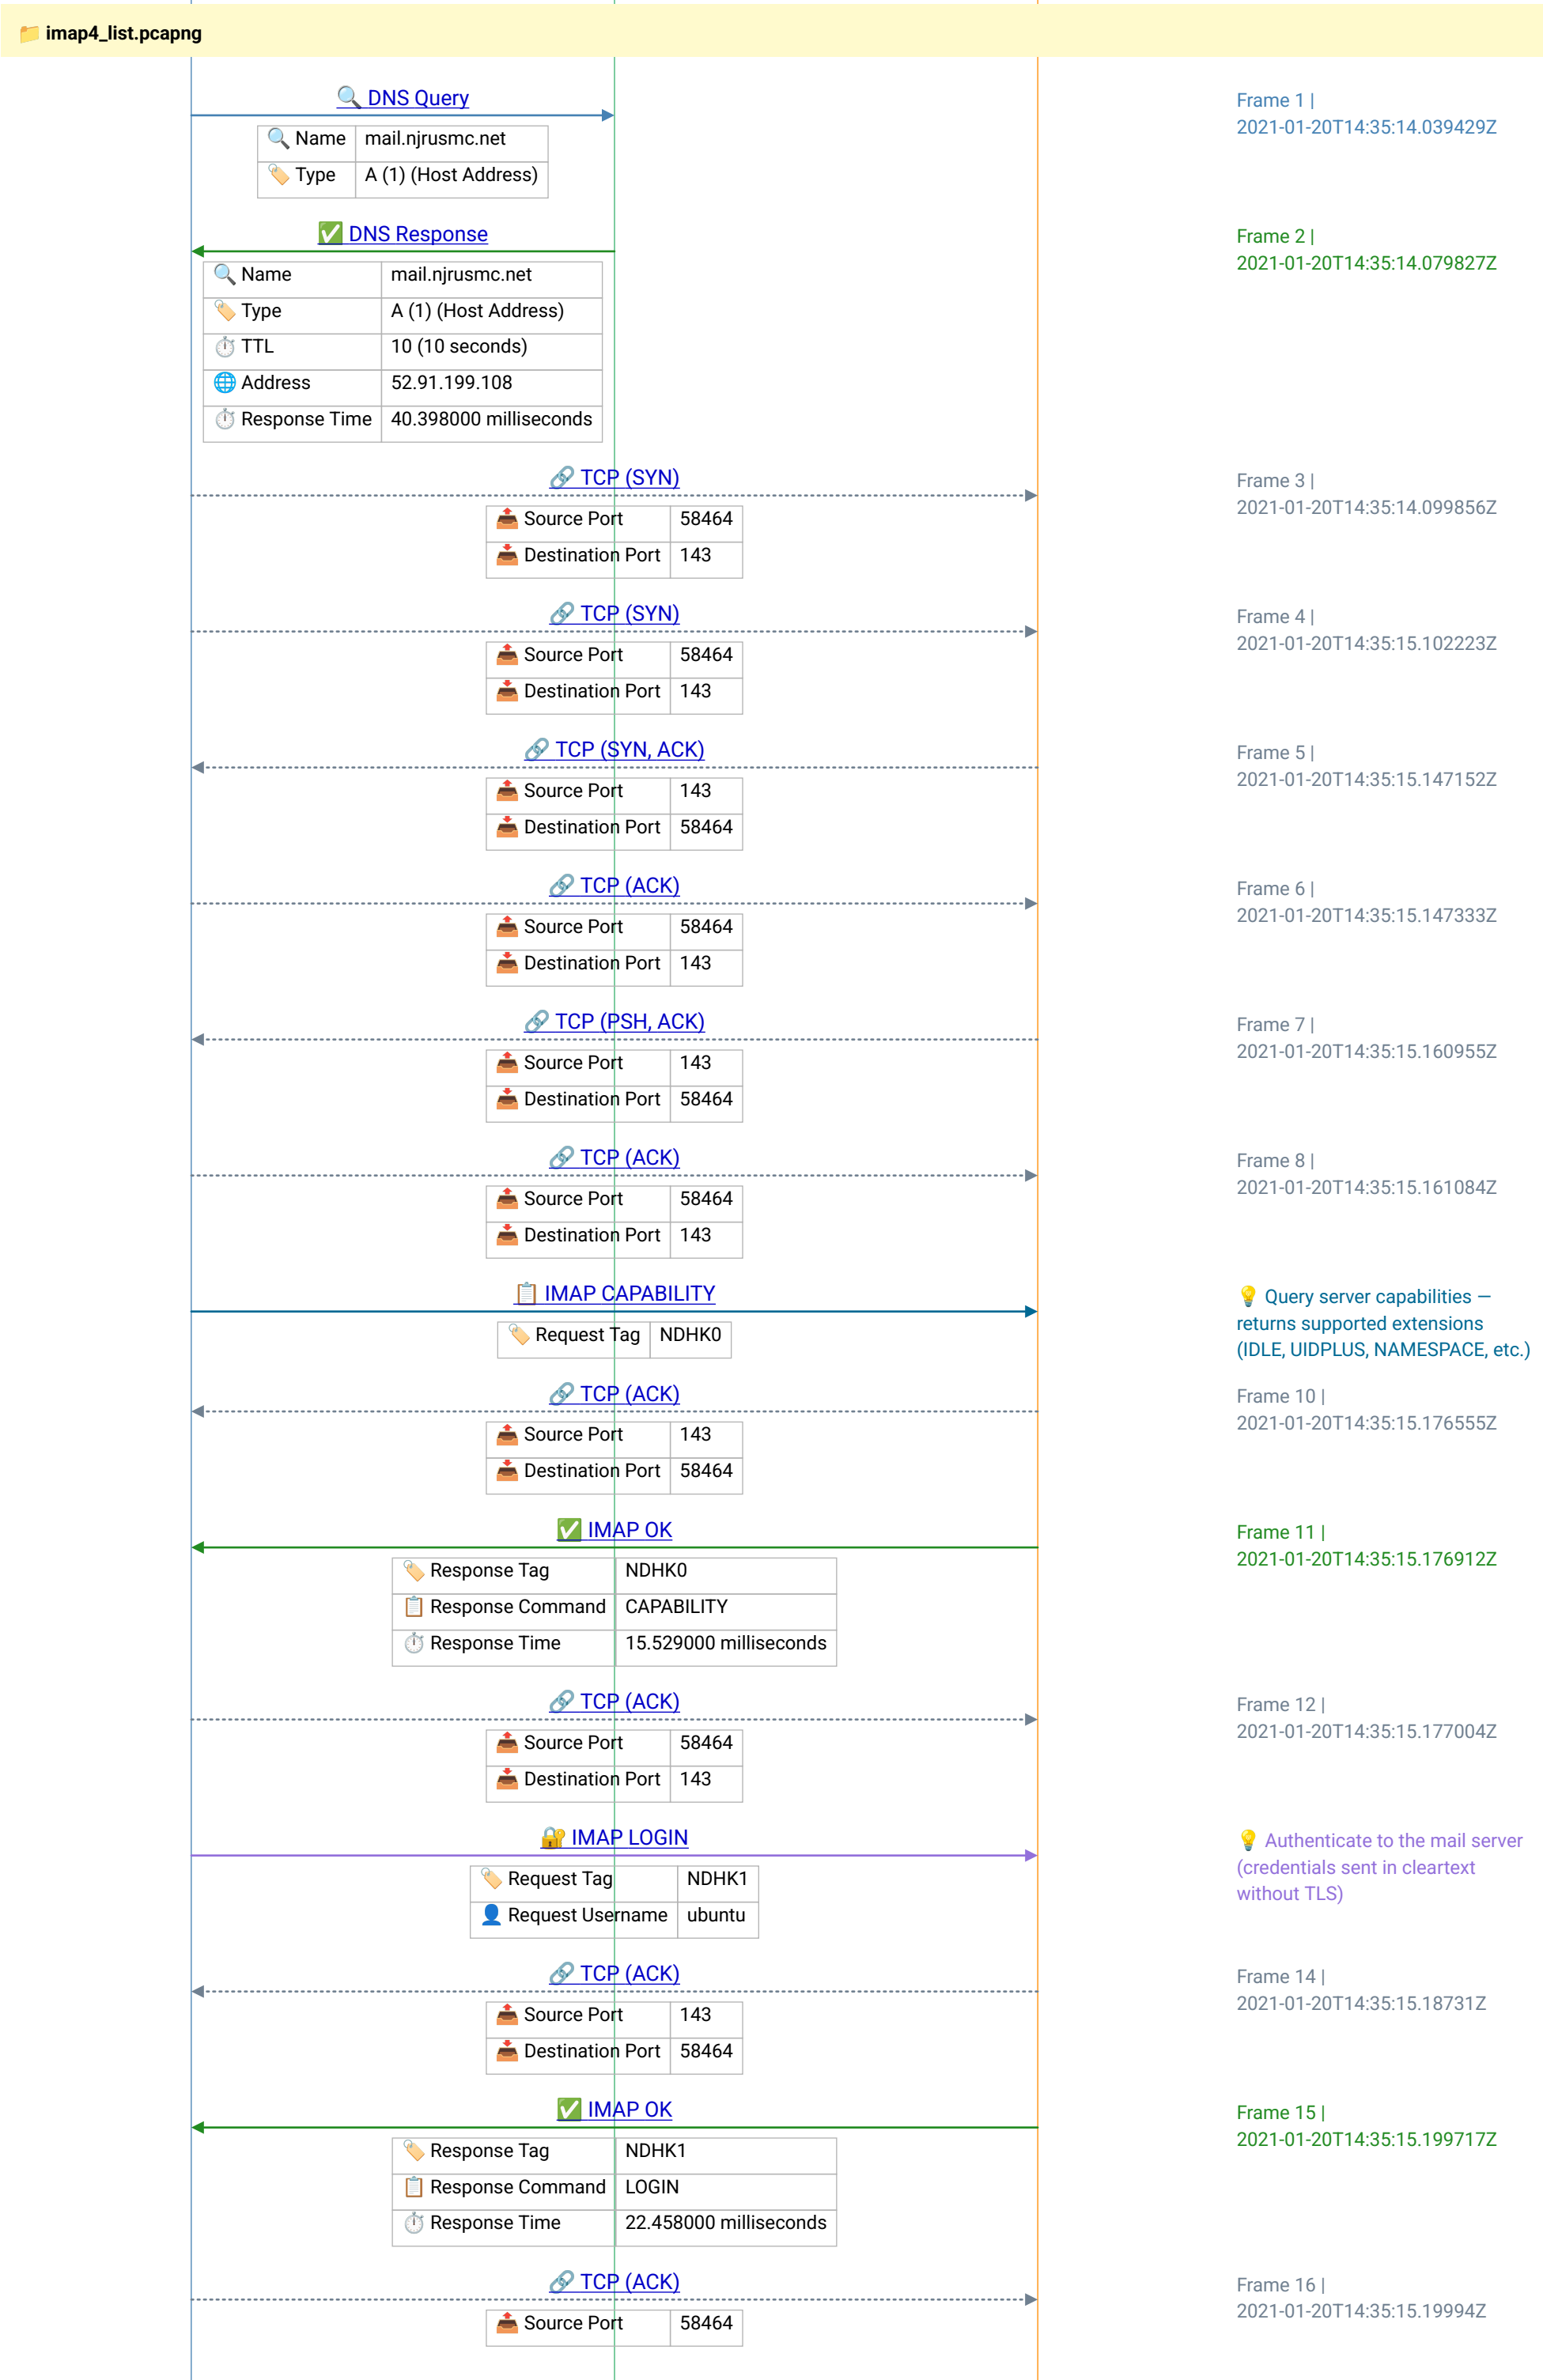 📁 imap4_list.pcapng
🔍 DNS Query
Frame 1 |
2021-01-20T14:35:14.039429Z
🔍 Name mail.njrusmc.net
🏷️ Type A (1) (Host Address)
✅ DNS Response
Frame 2 |
2021-01-20T14:35:14.079827Z
🔍 Name mail.njrusmc.net
🏷️ Type A (1) (Host Address)
⏱️ TTL 10 (10 seconds)
🌐 Address 52.91.199.108
⏱️ Response Time 40.398000 milliseconds
🔗 TCP (SYN)
Frame 3 |
2021-01-20T14:35:14.099856Z
📤 Source Port 58464
📥 Destination Port 143
🔗 TCP (SYN)
Frame 4 |
2021-01-20T14:35:15.102223Z
📤 Source Port 58464
📥 Destination Port 143
🔗 TCP (SYN, ACK)
Frame 5 |
2021-01-20T14:35:15.147152Z
📤 Source Port 143
📥 Destination Port 58464
🔗 TCP (ACK)
Frame 6 |
2021-01-20T14:35:15.147333Z
📤 Source Port 58464
📥 Destination Port 143
🔗 TCP (PSH, ACK)
Frame 7 |
2021-01-20T14:35:15.160955Z
📤 Source Port 143
📥 Destination Port 58464
🔗 TCP (ACK)
Frame 8 |
2021-01-20T14:35:15.161084Z
📤 Source Port 58464
📥 Destination Port 143
📋 IMAP CAPABILITY
💡 Query server capabilities —
returns supported extensions
(IDLE, UIDPLUS, NAMESPACE, etc.)
🏷️ Request Tag NDHK0
🔗 TCP (ACK)
Frame 10 |
2021-01-20T14:35:15.176555Z
📤 Source Port 143
📥 Destination Port 58464
✅ IMAP OK
Frame 11 |
2021-01-20T14:35:15.176912Z
🏷️ Response Tag NDHK0
📋 Response Command CAPABILITY
⏱️ Response Time 15.529000 milliseconds
🔗 TCP (ACK)
Frame 12 |
2021-01-20T14:35:15.177004Z
📤 Source Port 58464
📥 Destination Port 143
🔐 IMAP LOGIN
💡 Authenticate to the mail server
(credentials sent in cleartext
without TLS)
🏷️ Request Tag NDHK1
👤 Request Username ubuntu
🔗 TCP (ACK)
Frame 14 |
2021-01-20T14:35:15.18731Z
📤 Source Port 143
📥 Destination Port 58464
✅ IMAP OK
Frame 15 |
2021-01-20T14:35:15.199717Z
🏷️ Response Tag NDHK1
📋 Response Command LOGIN
⏱️ Response Time 22.458000 milliseconds
🔗 TCP (ACK)
Frame 16 |
2021-01-20T14:35:15.19994Z
📤 Source Port 58464